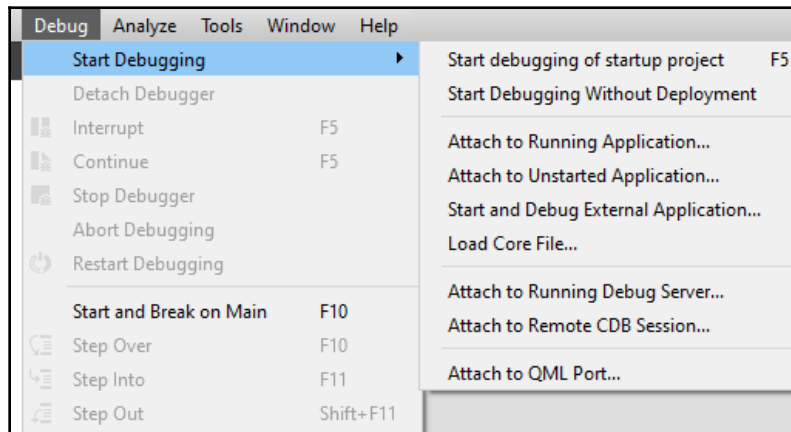 Debug Analyze Tools Window Help
Start Debugging
Detach Debugger
Interrupt F5
Continue F5
Stop Debugger
Abort Debugging
Restart Debugging
Start and Break on Main F10
Step Over F10
Step Into F11
Step Out Shift+F11
Start debugging of startup project F5
Start Debugging Without Deployment
Attach to Running Application...
Attach to Unstarted Application...
Start and Debug External Application...
Load Core File...
Attach to Running Debug Server...
Attach to Remote CDB Session...
Attach to QML Port...